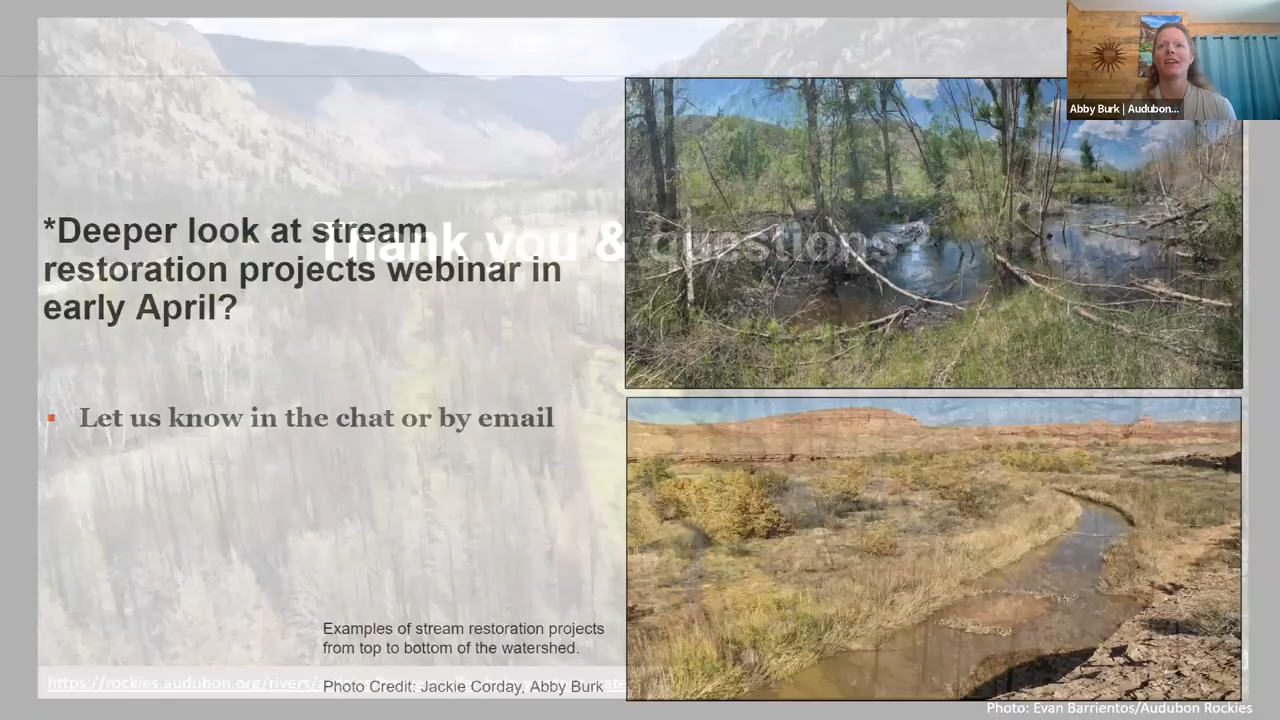 Abby Burk | Audubon...
Thank you & questions
*Deeper look at stream
restoration projects webinar in
early April?
▪ Let us know in the chat or by email
Examples of stream restoration projects
from top to bottom of the watershed.
Photo Credit: Jackie Corday, Abby Burk
https://rockies.audubon.org/rivers/
Photo: Evan Barrientos/Audubon Rockies